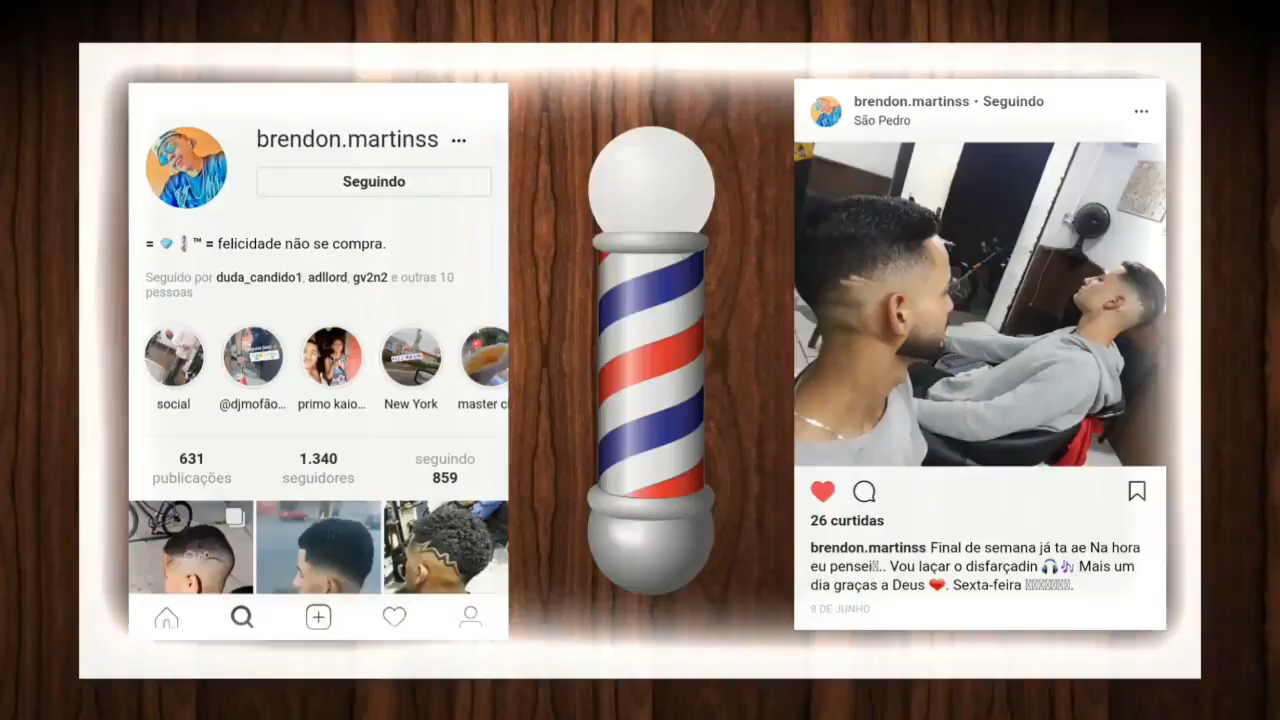 brendon.martinss
Seguindo
= 💎💈™ = felicidade não se compra.
Seguido por duda_candido1, adllord, gv2n2 e outras 10
pessoas
social
@djmofão...
primo kaio...
New York
master c
631
publicações
1.340
seguidores
seguindo
859
brendon.martinss • Seguindo
São Pedro
26 curtidas
brendon.martinss Final de semana já ta ae Na hora
eu pensei.. Vou laçar o disfarçadin 🎧🎶 Mais um
dia graças a Deus ❤️. Sexta-feira .
8 DE JUNHO